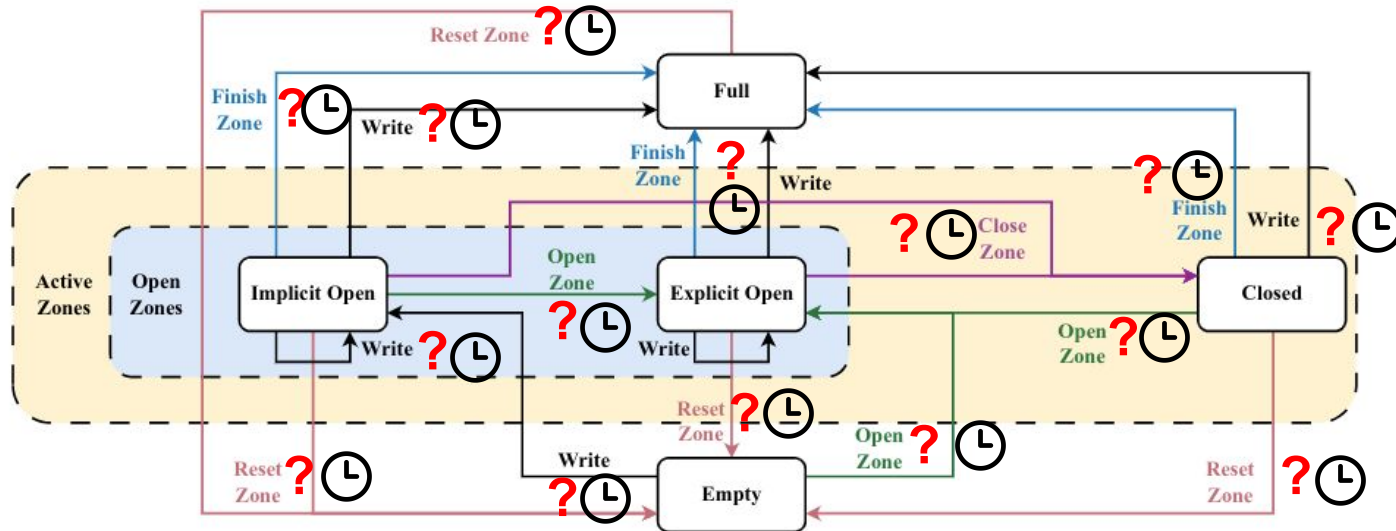 Reset Zone ?
Full
Finish
Zone
?
Write ?
Finish
Zone
?
Write
?
Finish
Zone
Write ?
? Close
Zone
Active
Zones
Open
Zones
Implicit Open
Open
Zone
?
Explicit Open
Closed
Write ?
Write
Open
Zone
?
Reset
Zone
?
Open
Zone
?
Reset
Zone
?
Write
?
Empty
Reset
Zone
?